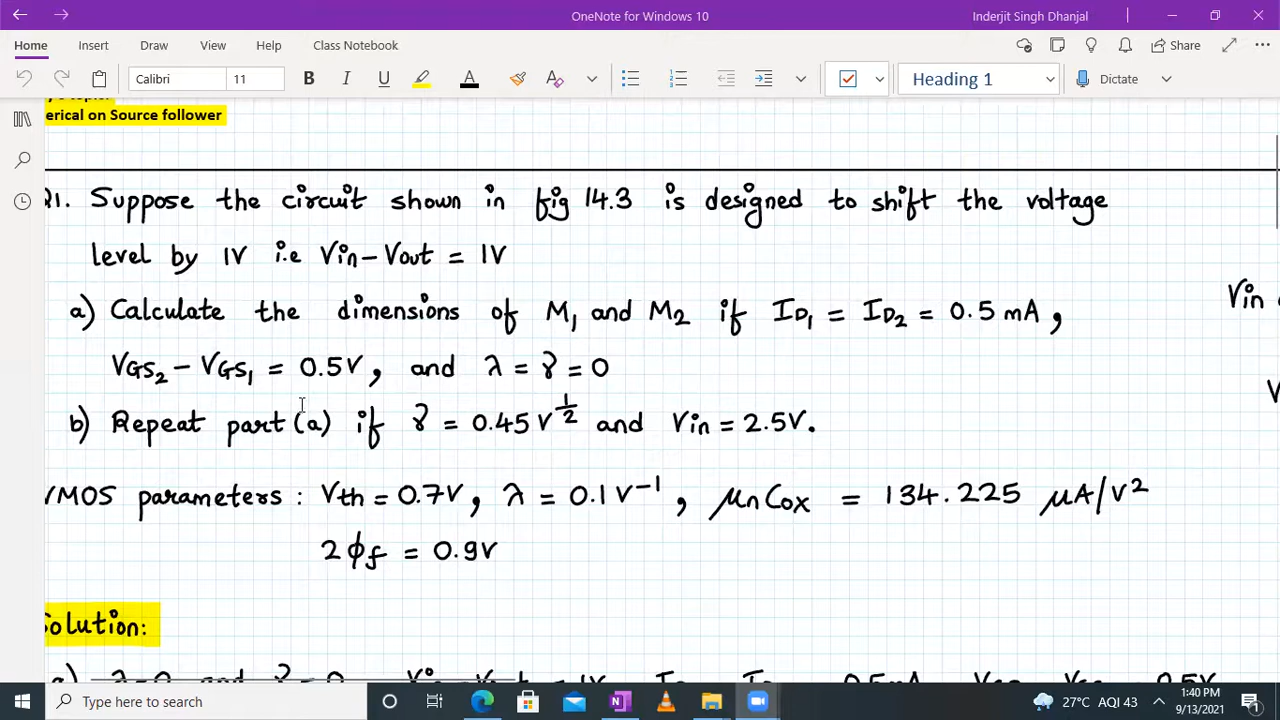 OneNote for Windows 10
Inderjit Singh Dhanjal
Home Insert Draw View Help Class Notebook Share
Calibri 11 B I U A Heading 1 Dictate
erical on Source follower
Q1. Suppose the circuit shown in fig 14.3 is designed to shift the voltage
level by 1V i.e Vin-Vout = 1V
Vin
a) Calculate the dimensions of M1 and M2 if ID1 = ID2 = 0.5 mA,
VGS2 - VGS1 = 0.5V, and λ = γ = 0
b) Repeat part(a) if γ = 0.45 V^1/2 and Vin = 2.5V.
MOS parameters: Vth = 0.7V, λ = 0.1 V^-1, μnCox = 134.225 μA/V²
2φf = 0.9V
Solution:
Type here to search
27°C AQI 43
1:40 PM
9/13/2021
1